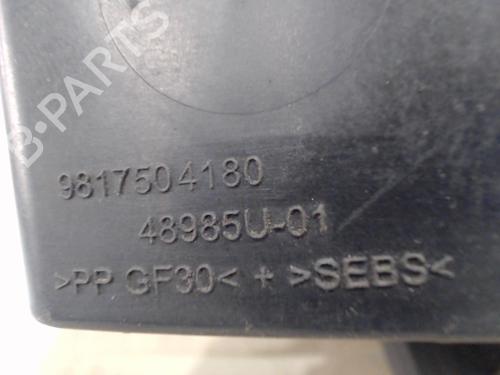 B-PARTS
9817504180
48985U-01
>PP GF30< + >SEBS<